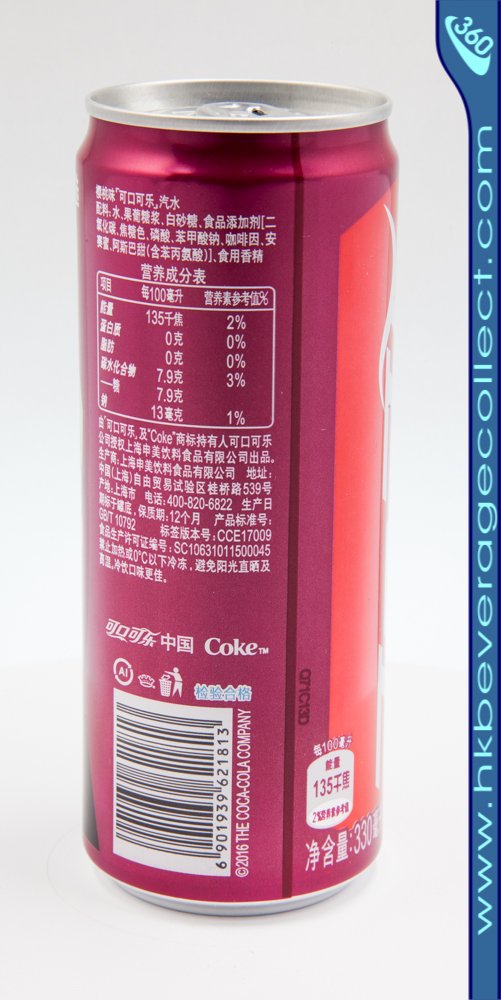 樱桃味"可口可乐"汽水
配料:水、果葡糖浆、白砂糖、食品添加剂[二
氧化碳、焦糖色、磷酸、苯甲酸钠、咖啡因、安
赛蜜、阿斯巴甜(含苯丙氨酸)]、食用香精
营养成分表
项目 每100毫升 营养素参考值%
能量 135千焦 2%
蛋白质 0克 0%
脂肪 0克 0%
碳水化合物 7.9克 3%
——糖 7.9克
钠 13毫克 1%
由"可口可乐"及"Coke"商标持有人可口可乐
公司授权上海申美饮料食品有限公司出品。
生产商:上海申美饮料食品有限公司 地址:
中国(上海)自由贸易试验区桂桥路539号
产地:上海市 电话:400-820-6822 生产日
期标于罐底,保质期:12个月 产品标准号:
GB/T 10792 标签版本号:CCE17009
食品生产许可证编号:SC10631011500045
禁止加热或0℃以下冷冻,避免阳光直晒及
高温。冷饮口味更佳。
可口可乐中国 Coke™
Al
检验合格
6 901939 621813
©2016 THE COCA-COLA COMPANY
Q71C13D
每100毫升
能量
135千焦
2%营养素参考值
净含量:330毫
360
www.hkbeveragecollect.com